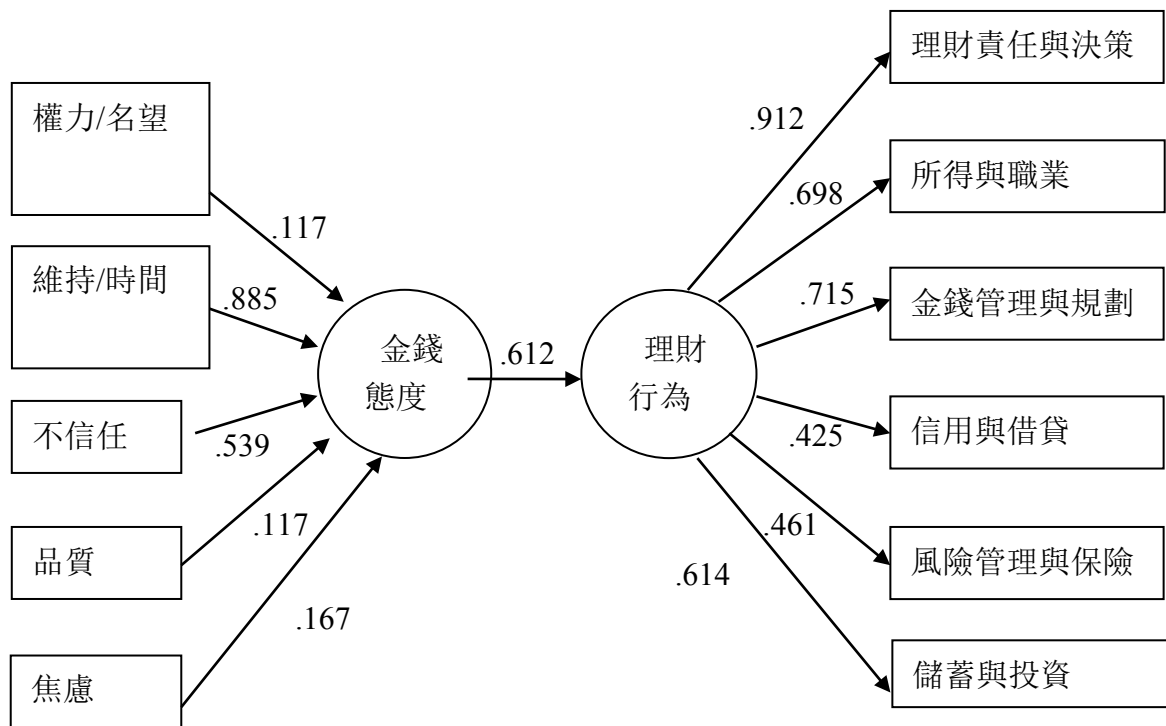 權力/名望
維持/時間
不信任
品質
焦慮
.117
.885
.539
.117
.167
金錢
態度
.612
理財
行為
.912
.698
.715
.425
.461
.614
理財責任與決策
所得與職業
金錢管理與規劃
信用與借貸
風險管理與保險
儲蓄與投資